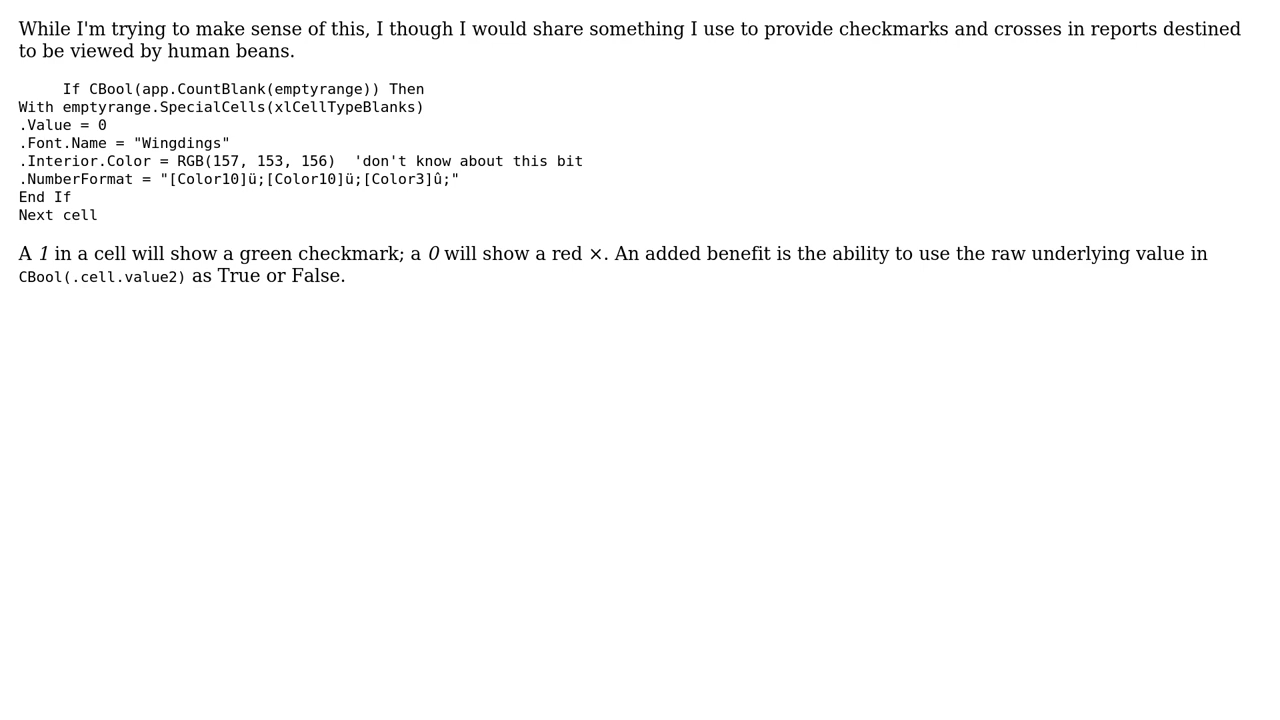 While I'm trying to make sense of this, I though I would share something I use to provide checkmarks and crosses in reports destined
to be viewed by human beans.
If CBool(app.CountBlank(emptyrange)) Then
With emptyrange.SpecialCells(xlCellTypeBlanks)
.Value = 0
.Font.Name = "Wingdings"
.Interior.Color = RGB(157, 153, 156)  'don't know about this bit
.NumberFormat = "[Color10]ü;[Color10]ü;[Color3]û;"
End If
Next cell
A 1 in a cell will show a green checkmark; a 0 will show a red ×. An added benefit is the ability to use the raw underlying value in
CBool(.cell.value2) as True or False.